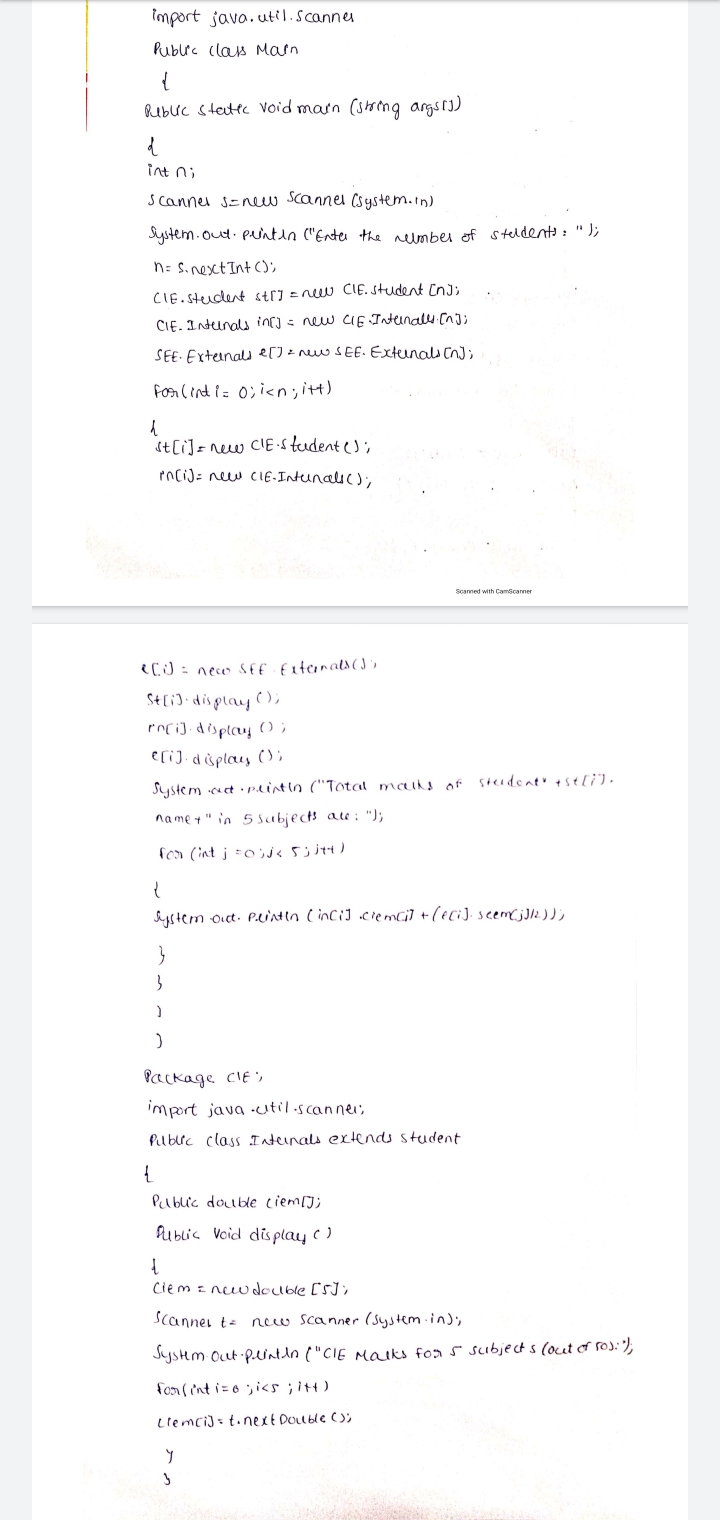 import java.util.Scanner
Public class Main
{
Public static void main (string args[])
{
int n;
scanner s=new scanner (system.in)
System.out.println ("Enter the number of students: ");
n= s.nextInt();
CIE.student st[] = new CIE.student [n];
CIE.Internals in[] = new CIE.Internals[n];
SEE.Externals e[] = new SEE.Externals[n];
for(int i= 0;i<n;i++)
{
st[i]= new CIE.student();
in[i]= new CIE.Internals();
Scanned with CamScanner
e[i] = new SEE.Externals();
St[i].display();
in[i].display();
e[i].display();
System.out.println ("Total marks of student" +st[i].
name+" in 5 subjects are: ");
for (int j =0;j< 5;j++)
{
System.out.println (in[i].ciem[j] +(e[i].seem[j]/2));
}
}
}
}
Package CIE;
import java.util.scanner;
Public class Internals extends student
{
Public double ciem[];
Public void display()
{
Ciem = new double [5];
Scanner t= new scanner (system.in);
System.out.println ("CIE Marks for 5 subjects (out of 50):");
for(int i=0;i<5;i++)
ciem[i]= t.nextDouble();
}
}